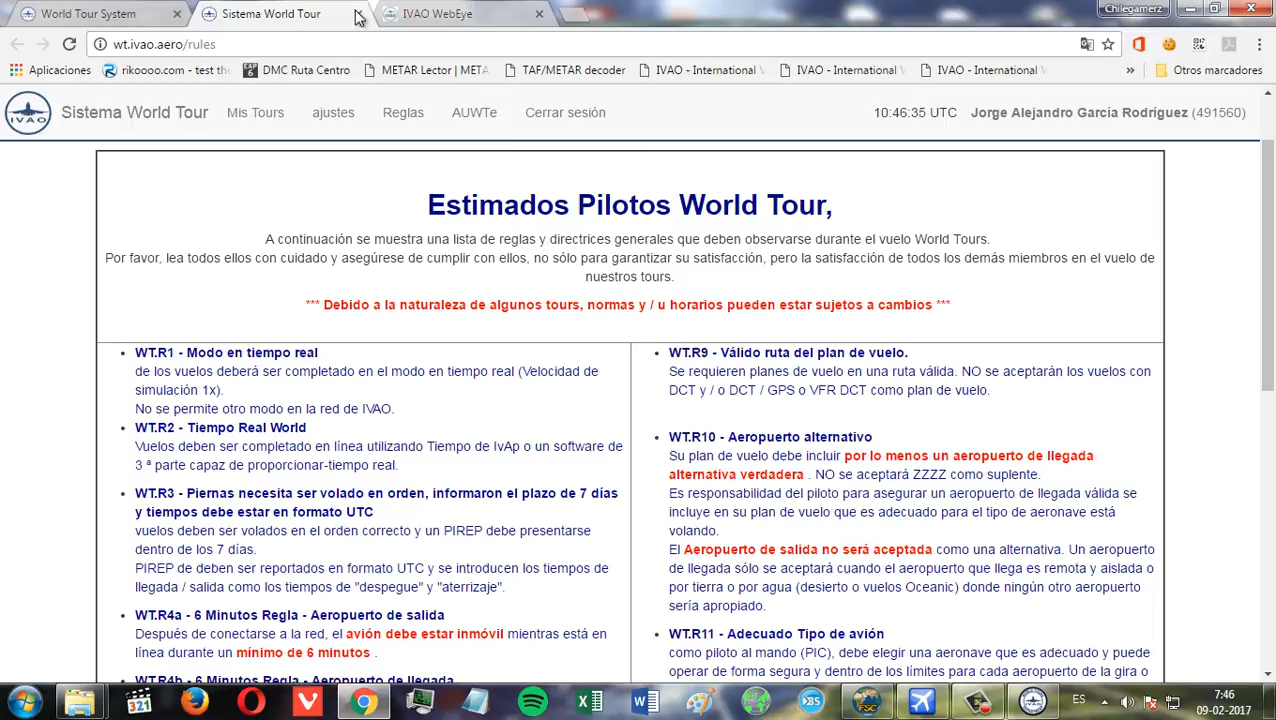 World Tour System
Sistema World Tour
IVAO WebEye
Chilegamerz
wt.ivao.aero/rules
Aplicaciones
rikoooo.com - test the
DMC Ruta Centro
METAR Lector | META
TAF/METAR decoder
IVAO - International V
IVAO - International V
IVAO - International V
»
Otros marcadores
IVAO
Sistema World Tour
Mis Tours
ajustes
Reglas
AUWTe
Cerrar sesión
10:46:35 UTC
Jorge Alejandro García Rodríguez (491560)
Estimados Pilotos World Tour,
A continuación se muestra una lista de reglas y directrices generales que deben observarse durante el vuelo World Tours.
Por favor, lea todos ellos con cuidado y asegúrese de cumplir con ellos, no sólo para garantizar su satisfacción, pero la satisfacción de todos los demás miembros en el vuelo de
nuestros tours.
*** Debido a la naturaleza de algunos tours, normas y / u horarios pueden estar sujetos a cambios ***
• WT.R1 - Modo en tiempo real
de los vuelos deberá ser completado en el modo en tiempo real (Velocidad de
simulación 1x).
No se permite otro modo en la red de IVAO.
• WT.R2 - Tiempo Real World
Vuelos deben ser completado en línea utilizando Tiempo de IvAp o un software de
3 ª parte capaz de proporcionar-tiempo real.
• WT.R3 - Piernas necesita ser volado en orden, informaron el plazo de 7 días
y tiempos debe estar en formato UTC
vuelos deben ser volados en el orden correcto y un PIREP debe presentarse
dentro de los 7 días.
PIREP de deben ser reportados en formato UTC y se introducen los tiempos de
llegada / salida como los tiempos de "despegue" y "aterrizaje".
• WT.R4a - 6 Minutos Regla - Aeropuerto de salida
Después de conectarse a la red, el avión debe estar inmóvil mientras está en
línea durante un mínimo de 6 minutos .
• WT.R4b - 6 Minutos Regla - Aeropuerto de llegada
• WT.R9 - Válido ruta del plan de vuelo.
Se requieren planes de vuelo en una ruta válida. NO se aceptarán los vuelos con
DCT y / o DCT / GPS o VFR DCT como plan de vuelo.
• WT.R10 - Aeropuerto alternativo
Su plan de vuelo debe incluir por lo menos un aeropuerto de llegada
alternativa verdadera . NO se aceptará ZZZZ como suplente.
Es responsabilidad del piloto para asegurar un aeropuerto de llegada válida se
incluye en su plan de vuelo que es adecuado para el tipo de aeronave está
volando.
El Aeropuerto de salida no será aceptada como una alternativa. Un aeropuerto
de llegada sólo se aceptará cuando el aeropuerto que llega es remota y aislada o
por tierra o por agua (desierto o vuelos Oceanic) donde ningún otro aeropuerto
sería apropiado.
• WT.R11 - Adecuado Tipo de avión
como piloto al mando (PIC), debe elegir una aeronave que es adecuado y puede
operar de forma segura y dentro de los límites para cada aeropuerto de la gira o
321
FSC
ES
7:46
09-02-2017